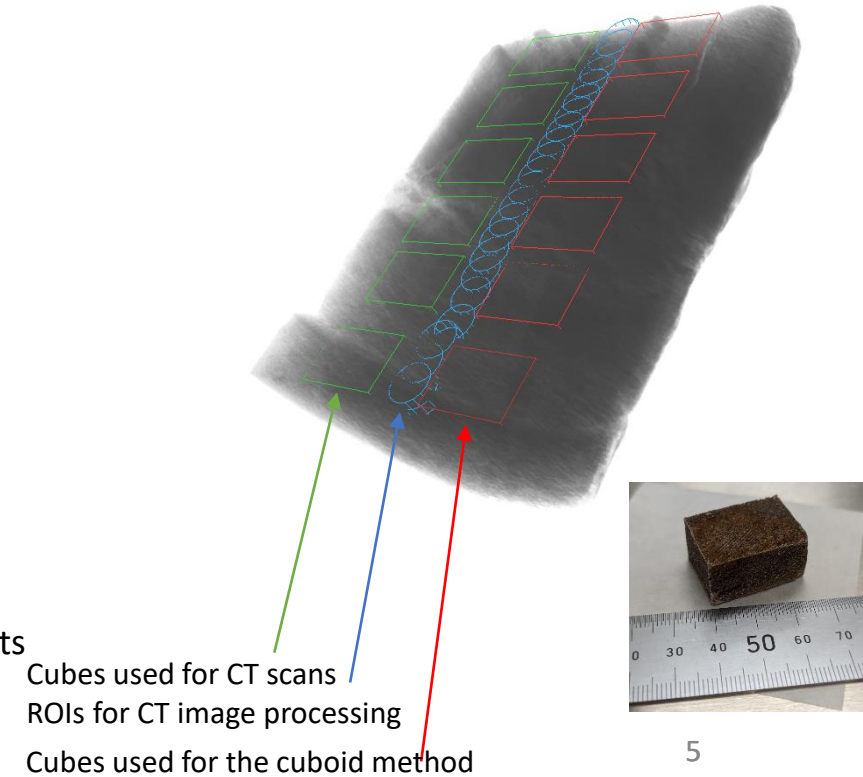 0 30 40 50 60 70
ts
Cubes used for CT scans
ROIs for CT image processing
Cubes used for the cuboid method
5